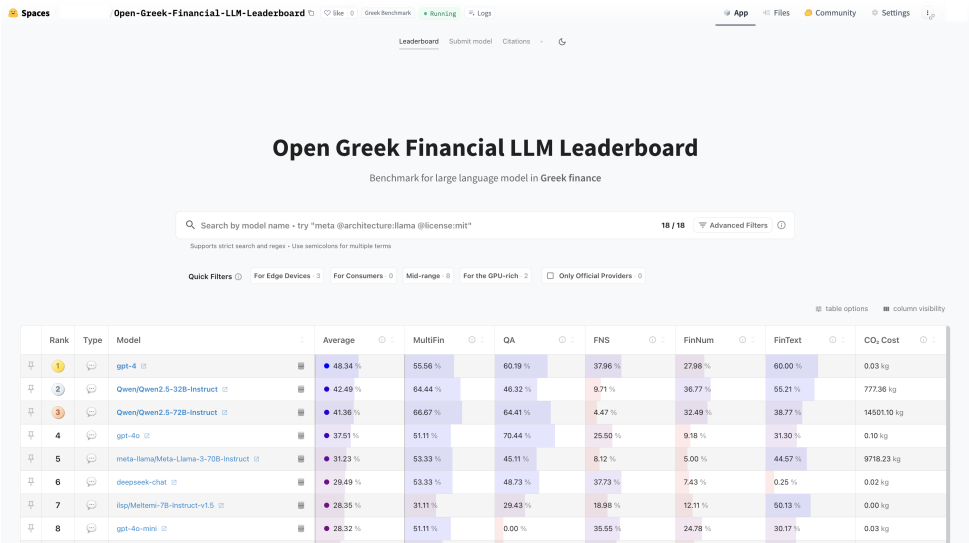 Spaces /Open-Greek-Financial-LLM-Leaderboard like 0 Greek Benchmark Running Logs App Files Community Settings
Leaderboard Submit model Citations
Open Greek Financial LLM Leaderboard
Benchmark for large language model in Greek finance
Search by model name • try "meta @architecture:llama @license:mit" 18 / 18 Advanced Filters
Supports strict search and regex • Use semicolons for multiple terms
Quick Filters For Edge Devices · 3 For Consumers · 0 Mid-range · 8 For the GPU-rich · 2 Only Official Providers · 0
table options column visibility
Rank Type Model Average MultiFin QA FNS FinNum FinText CO₂ Cost
1 gpt-4 48.34 % 55.56 % 60.19 % 37.96 % 27.98 % 60.00 % 0.03 kg
2 Qwen/Qwen2.5-32B-Instruct 42.49 % 64.44 % 46.32 % 9.71 % 36.77 % 55.21 % 777.36 kg
3 Qwen/Qwen2.5-72B-Instruct 41.36 % 66.67 % 64.41 % 4.47 % 32.49 % 38.77 % 14501.10 kg
4 gpt-4o 37.51 % 51.11 % 70.44 % 25.50 % 9.18 % 31.30 % 0.10 kg
5 meta-llama/Meta-Llama-3-70B-Instruct 31.23 % 53.33 % 45.11 % 8.12 % 5.00 % 44.57 % 9718.23 kg
6 deepseek-chat 29.49 % 53.33 % 48.73 % 37.73 % 7.43 % 0.25 % 0.02 kg
7 ilsp/Meltemi-7B-Instruct-v1.5 28.35 % 31.11 % 29.43 % 18.98 % 12.11 % 50.13 % 0.00 kg
8 gpt-4o-mini 28.32 % 51.11 % 0.00 % 35.55 % 24.78 % 30.17 % 0.03 kg